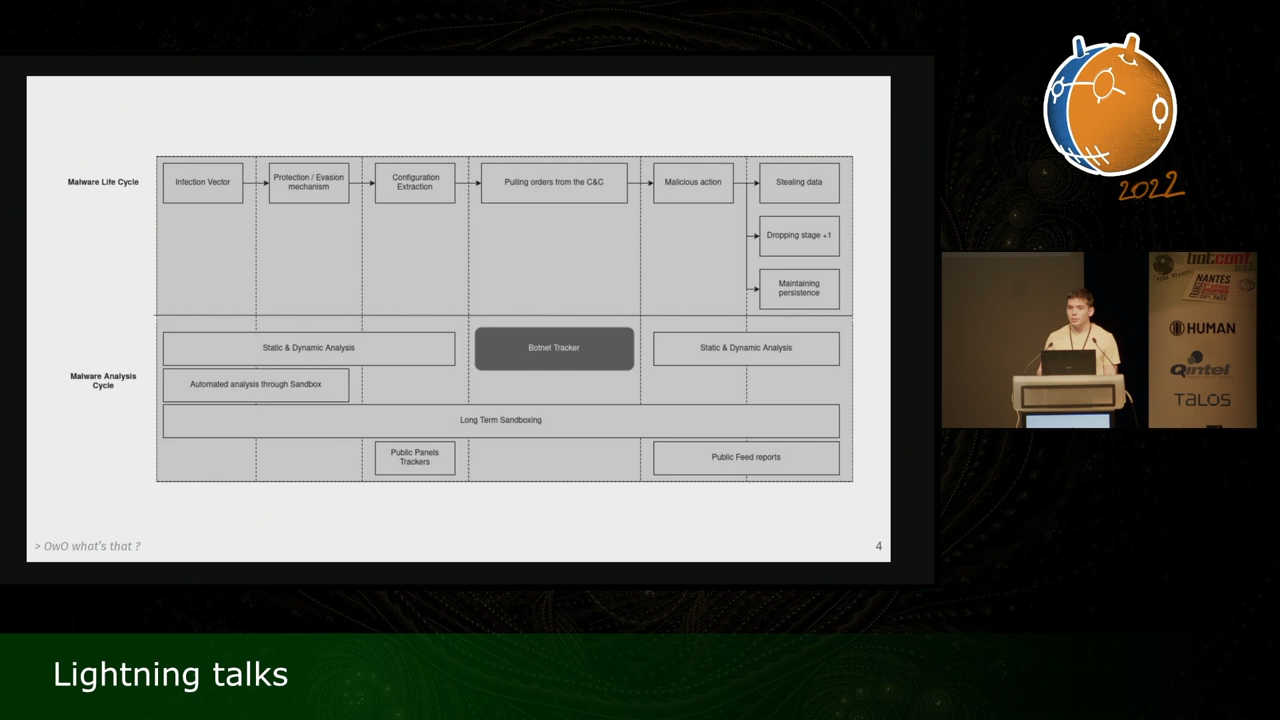 Malware Life Cycle
Infection Vector
Protection / Evasion
mechanism
Configuration
Extraction
Pulling orders from the C&C
Malicious action
Stealing data
Dropping stage +1
Maintaining
persistence
Malware Analysis
Cycle
Static & Dynamic Analysis
Botnet Tracker
Static & Dynamic Analysis
Automated analysis through Sandbox
Long Term Sandboxing
Public Panels
Trackers
Public Feed reports
> OwO what's that ?
4
2022
botconf
NANTES
HUMAN
Qintel
TALOS
Lightning talks